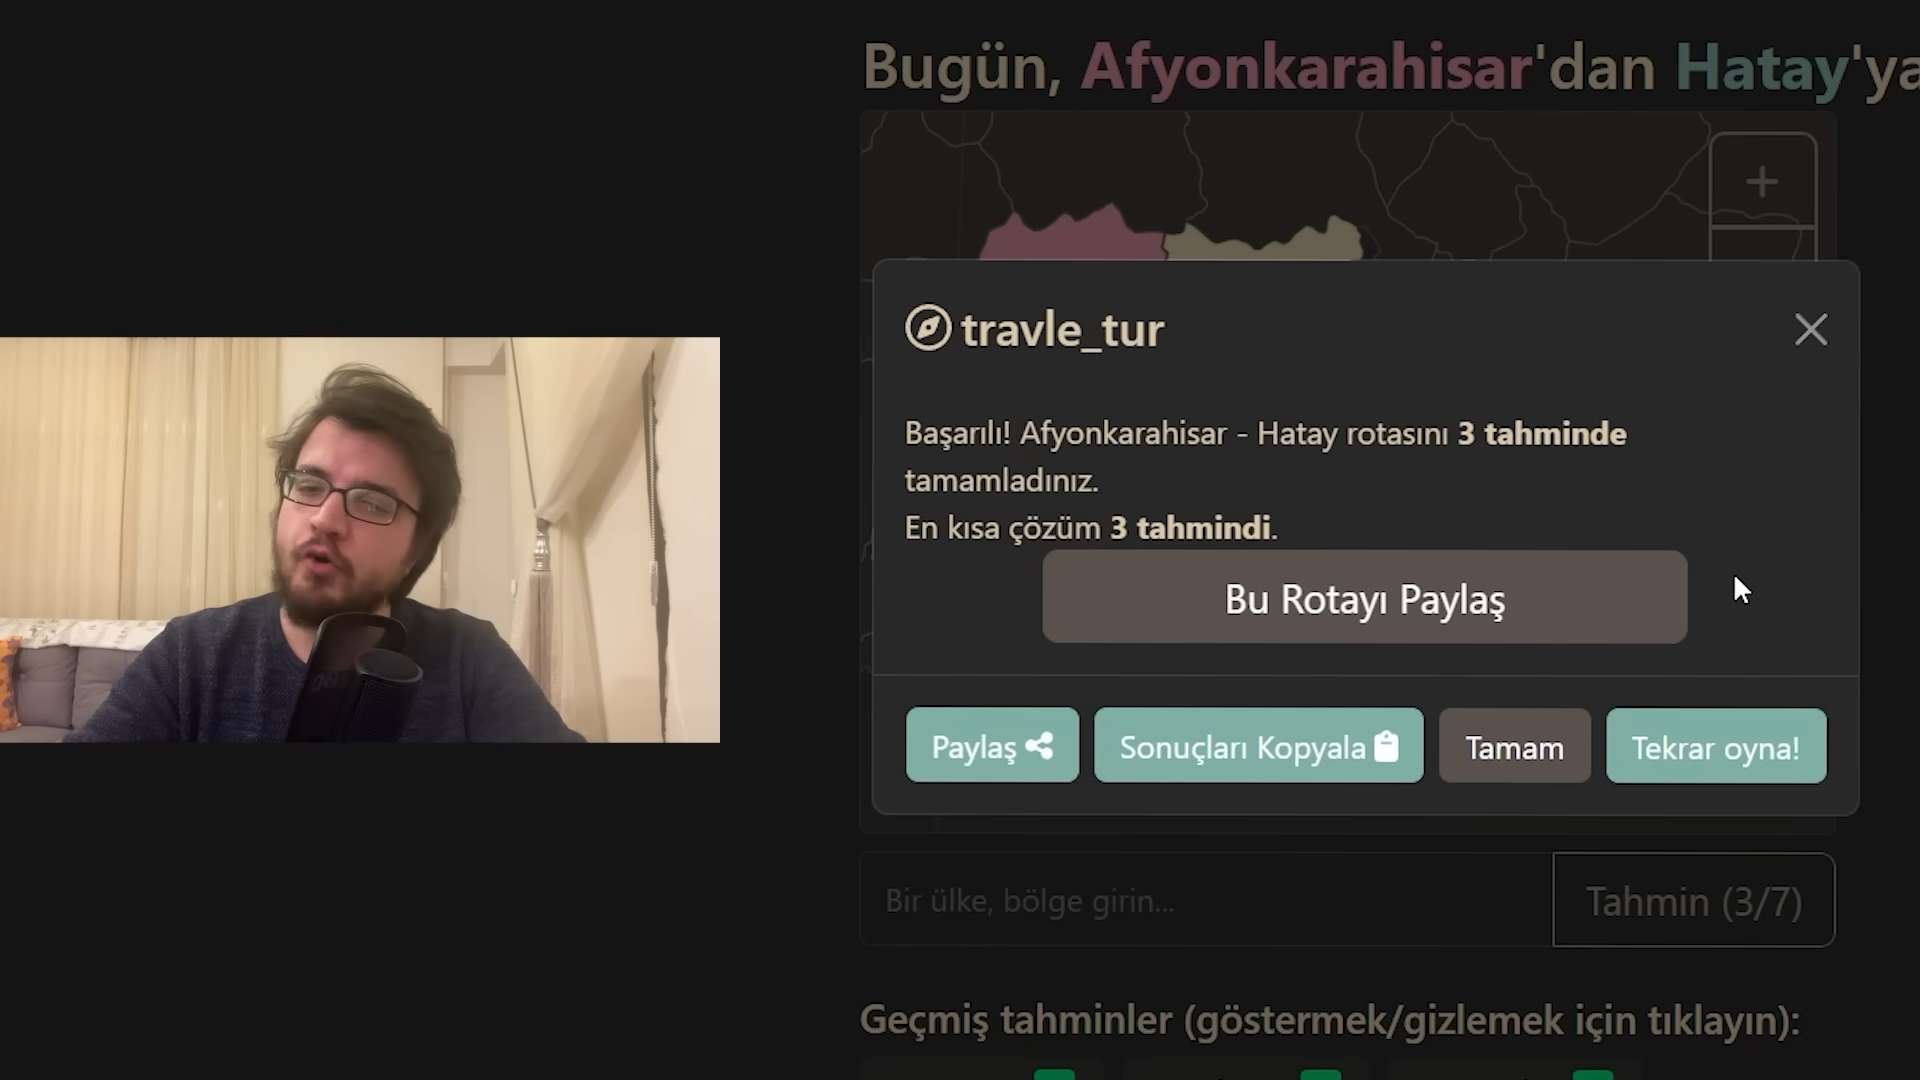 Bugün, Afyonkarahisar'dan Hatay'ya
travle_tur
Başarılı! Afyonkarahisar - Hatay rotasını 3 tahminde
tamamladınız.
En kısa çözüm 3 tahmindi.
Bu Rotayı Paylaş
Paylaş
Sonuçları Kopyala
Tamam
Tekrar oyna!
Bir ülke, bölge girin...
Tahmin (3/7)
Geçmiş tahminler (göstermek/gizlemek için tıklayın):